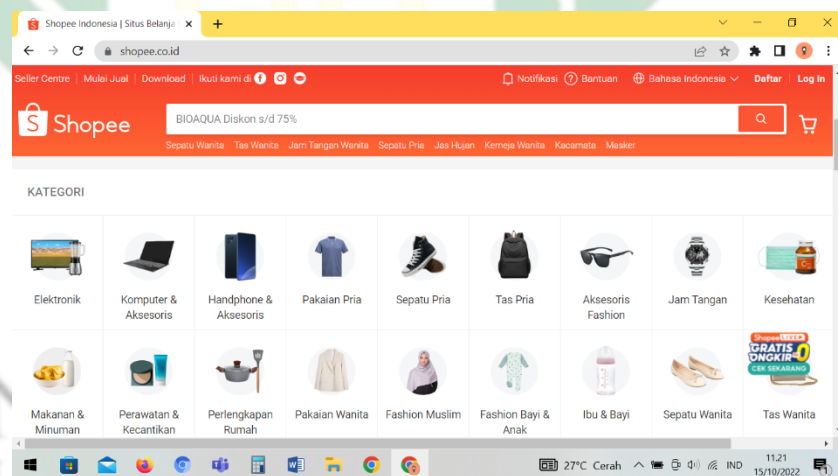 Shopee Indonesia | Situs Belanja
shopee.co.id
Seller Centre | Mulai Jual | Download | Ikuti kami di
Notifikasi Bantuan Bahasa Indonesia Daftar Log In
Shopee
BIOAQUA Diskon s/d 75%
Sepatu Wanita Tas Wanita Jam Tangan Wanita Sepatu Pria Jas Hujan Kemeja Wanita Kacamata Masker
KATEGORI
Elektronik
Komputer &
Aksesoris
Handphone &
Aksesoris
Pakaian Pria
Sepatu Pria
Tas Pria
Aksesoris
Fashion
Jam Tangan
Kesehatan
Shopee LIVE
GRATIS
ONGKIR
0
CEK SEKARANG
Makanan &
Minuman
Perawatan &
Kecantikan
Perlengkapan
Rumah
Pakaian Wanita
Fashion Muslim
Fashion Bayi &
Anak
Ibu & Bayi
Sepatu Wanita
Tas Wanita
27°C Cerah
IND
11.21
15/10/2022